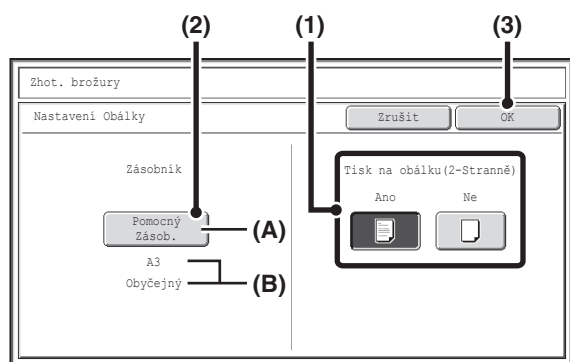 (2) (1) (3)
Zhot. brožury
Nastavení Obálky Zrušit OK
Zásobník
Tisk na obálku(2-Stranně)
Ano Ne
Pomocný
Zásob.
(A)
A3
Obyčejný
(B)